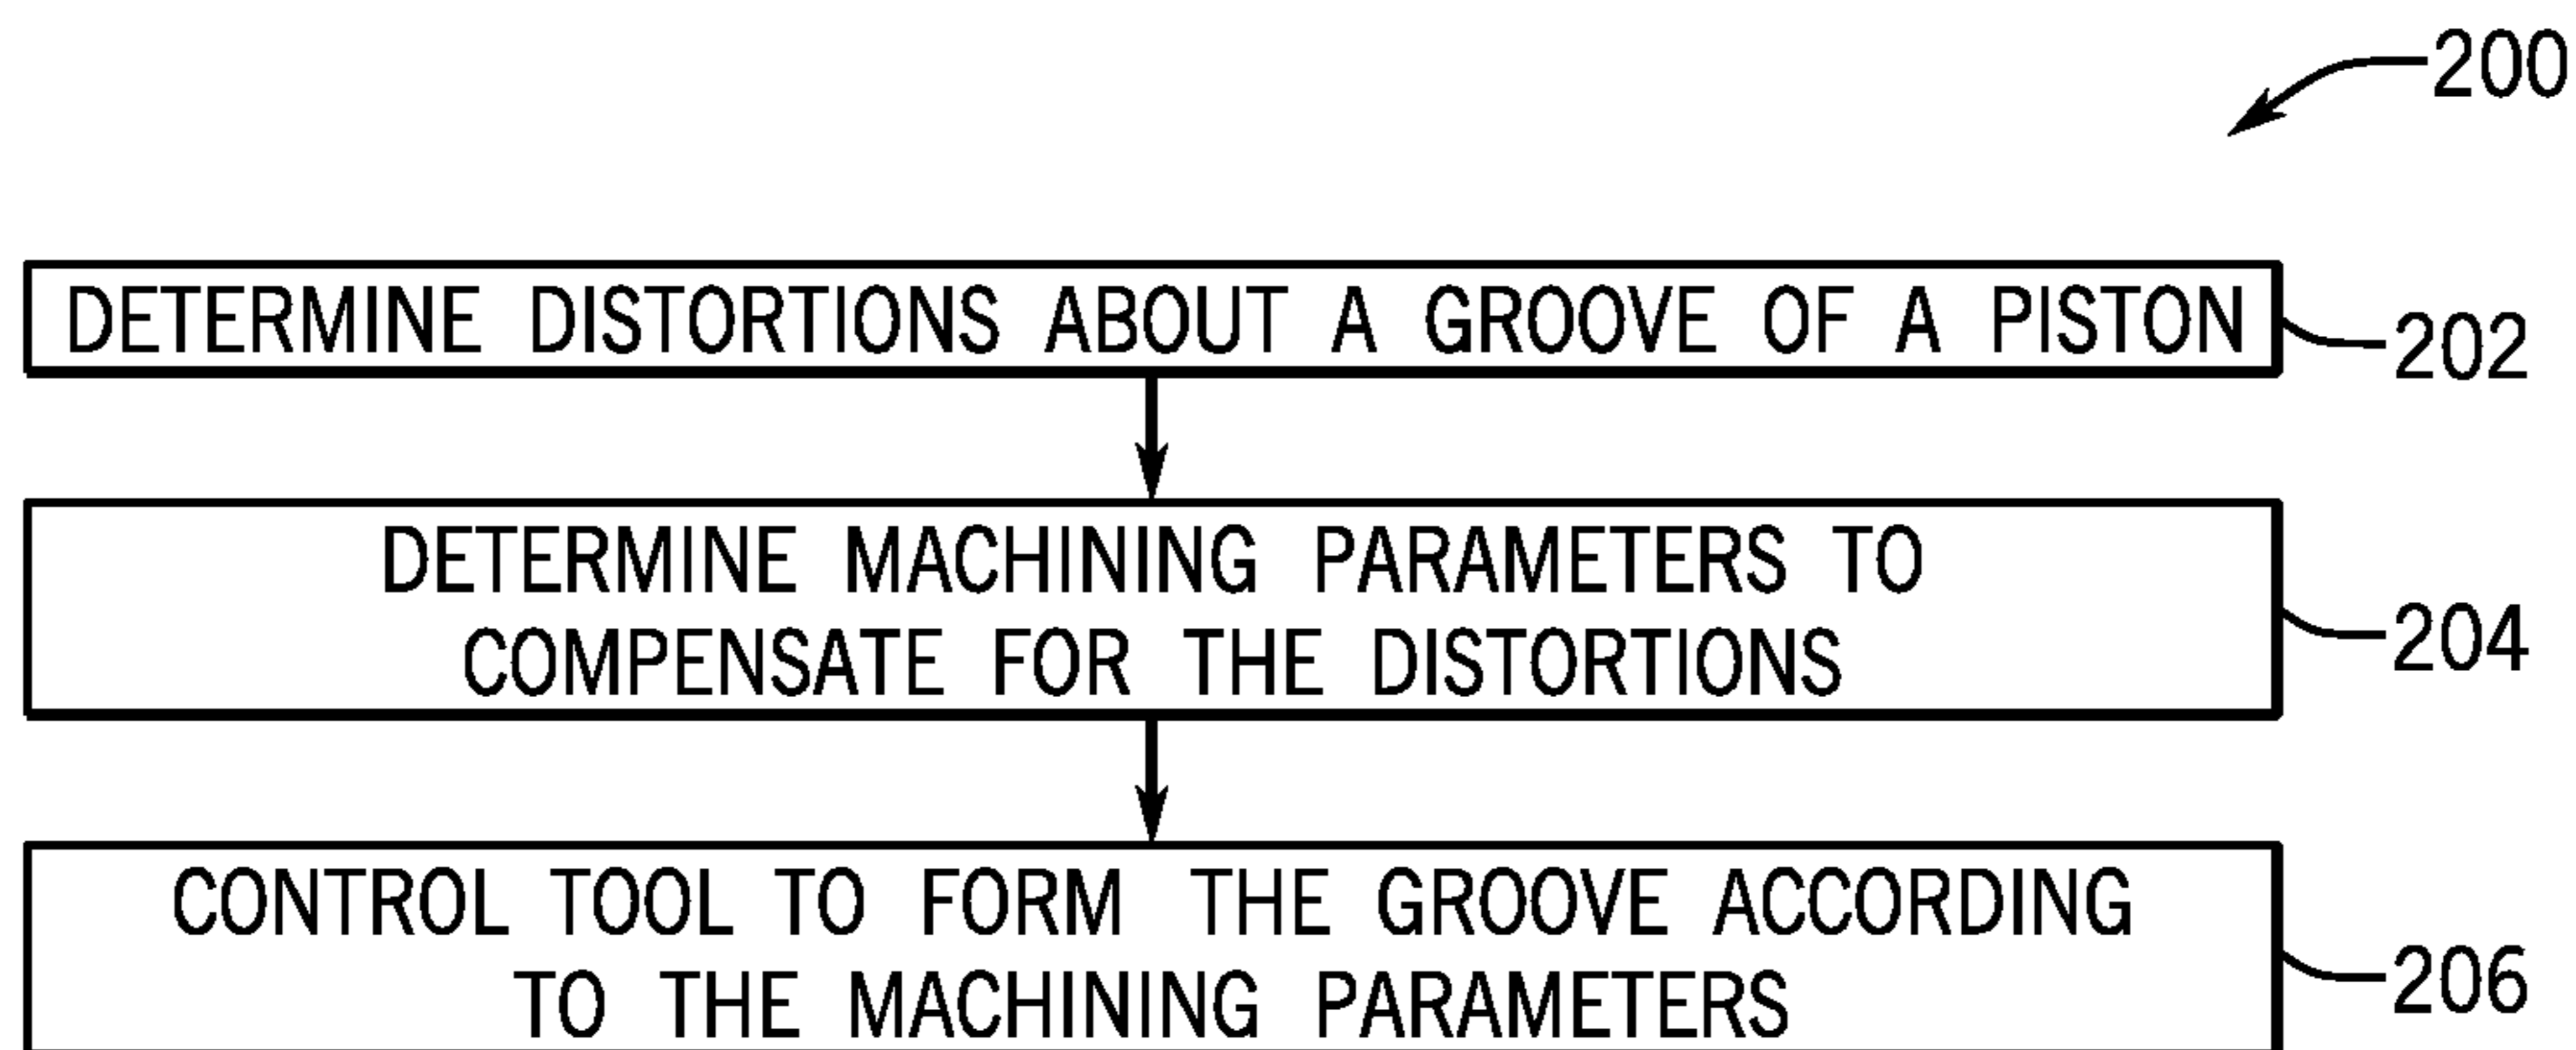 200
DETERMINE DISTORTIONS ABOUT A GROOVE OF A PISTON
202
DETERMINE MACHINING PARAMETERS TO
COMPENSATE FOR THE DISTORTIONS
204
CONTROL TOOL TO FORM THE GROOVE ACCORDING
TO THE MACHINING PARAMETERS
206